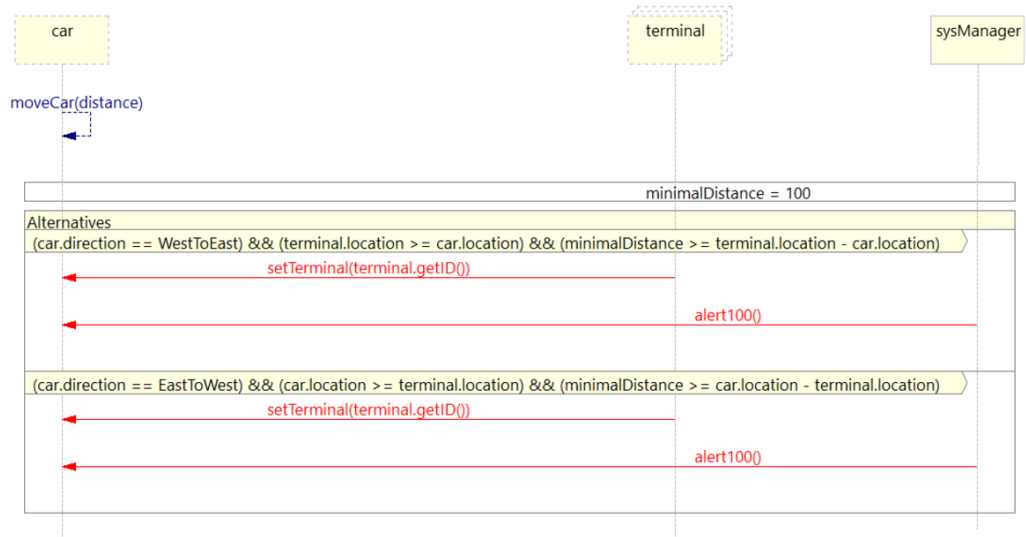 car
terminal
sysManager
moveCar(distance)
minimalDistance = 100
Alternatives
(car.direction == WestToEast) && (terminal.location >= car.location) && (minimalDistance >= terminal.location - car.location)
setTerminal(terminal.getID())
alert100()
(car.direction == EastToWest) && (car.location >= terminal.location) && (minimalDistance >= car.location - terminal.location)
setTerminal(terminal.getID())
alert100()